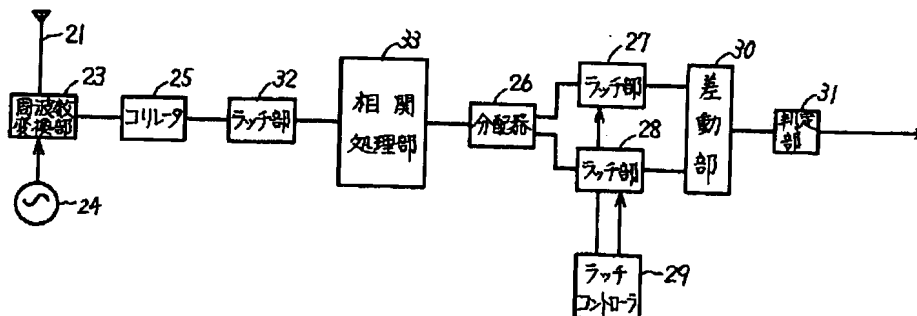 21
23
周波数
変換部
24
25
コリレータ
32
ラッチ部
33
相関
処理部
26
分配器
27
ラッチ部
28
ラッチ部
29
ラッチ
コントローラ
30
差動部
31
判定部